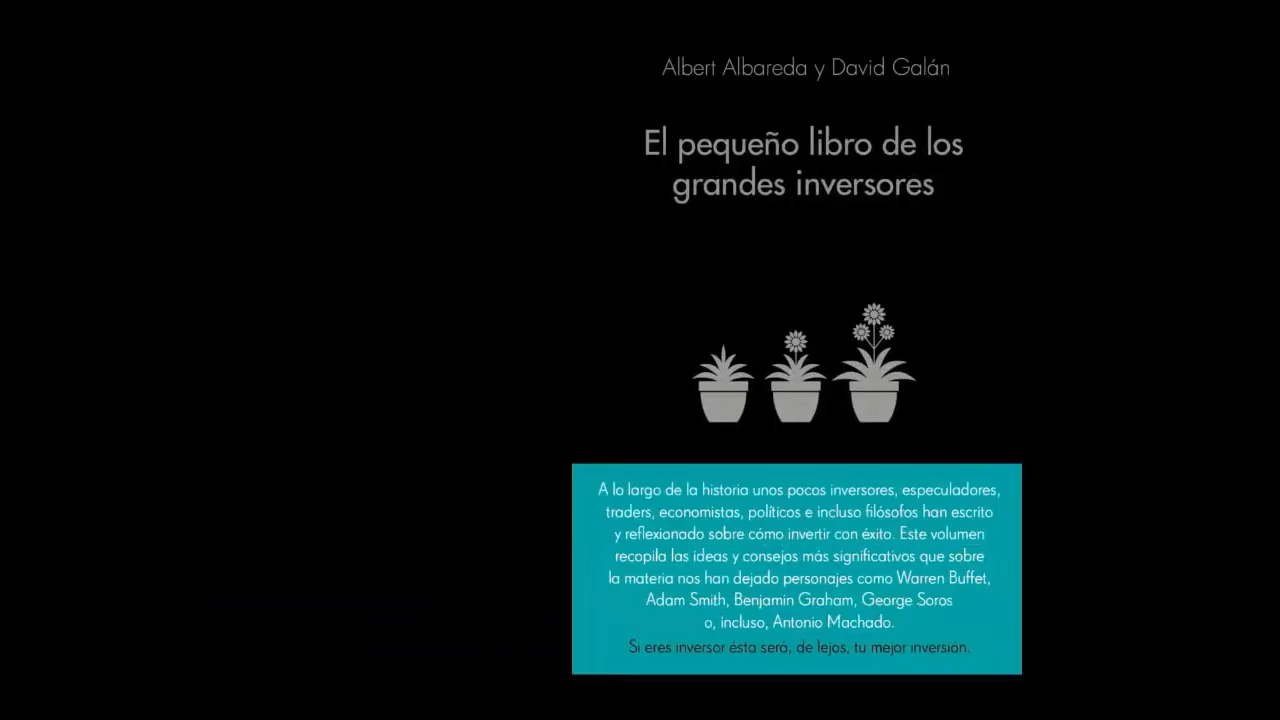 Albert Albareda y David Galán
El pequeño libro de los
grandes inversores
A lo largo de la historia unos pocos inversores, especuladores,
traders, economistas, políticos e incluso filósofos han escrito
y reflexionado sobre cómo invertir con éxito. Este volumen
recopila las ideas y consejos más significativos que sobre
la materia nos han dejado personajes como Warren Buffet,
Adam Smith, Benjamin Graham, George Soros
o, incluso, Antonio Machado.
Si eres inversor ésta será, de lejos, tu mejor inversión.